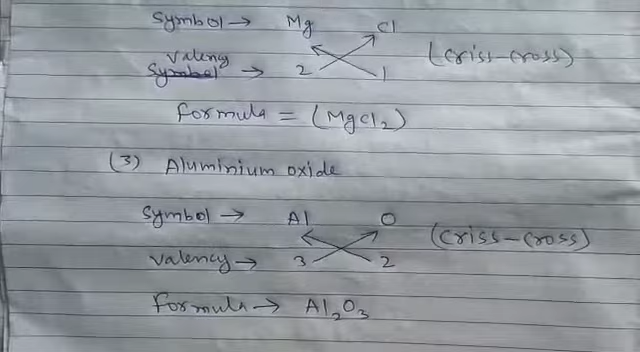 Symbol → Mg Cl
Valency
Symbol → 2 1 (criss-cross)
Formula = (MgCl₂)
(3) Aluminium oxide
Symbol → Al O
Valency → 3 2 (criss-cross)
Formula → Al₂O₃